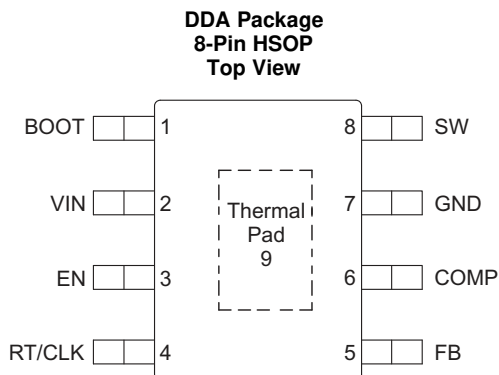 DDA Package
8-Pin HSOP
Top View
BOOT 1 8 SW
VIN 2 7 GND
Thermal
Pad
9
EN 3 6 COMP
RT/CLK 4 5 FB